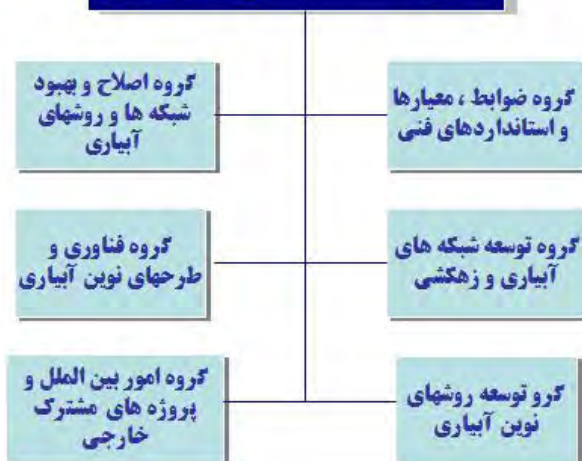 گروه ضوابط ، معیارها
و استانداردهای فنی
گروه اصلاح و بهبود
شبکه ها و روشهای
آبیاری
گروه توسعه شبکه های
آبیاری و زهکشی
گروه فناوری و
طرحهای نوین آبیاری
گرو توسعه روشهای
نوین آبیاری
گروه امور بین الملل و
پروژه های مشترک
خارجی